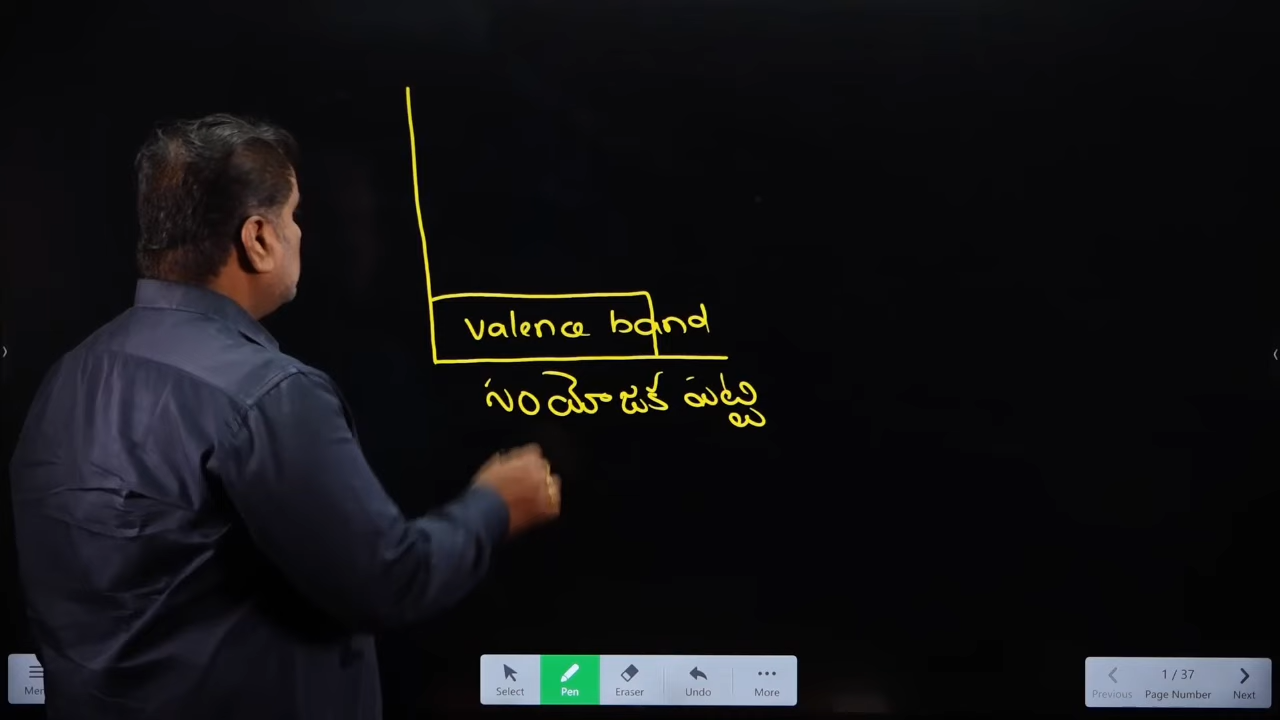 valence band
సంయోజక పట్టి
Select Pen Eraser Undo More
1 / 37
Previous Page Number Next